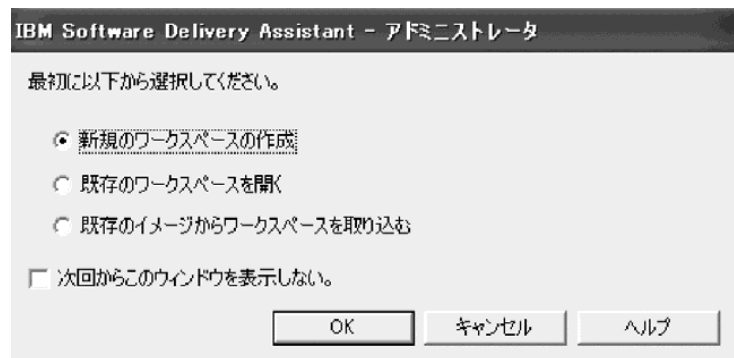 IBM Software Delivery Assistant - アドミニストレータ
最初に以下から選択してください。
新規のワークスペースの作成
既存のワークスペースを開く
既存のイメージからワークスペースを取り込む
次回からこのウィンドウを表示しない。
OK キャンセル ヘルプ